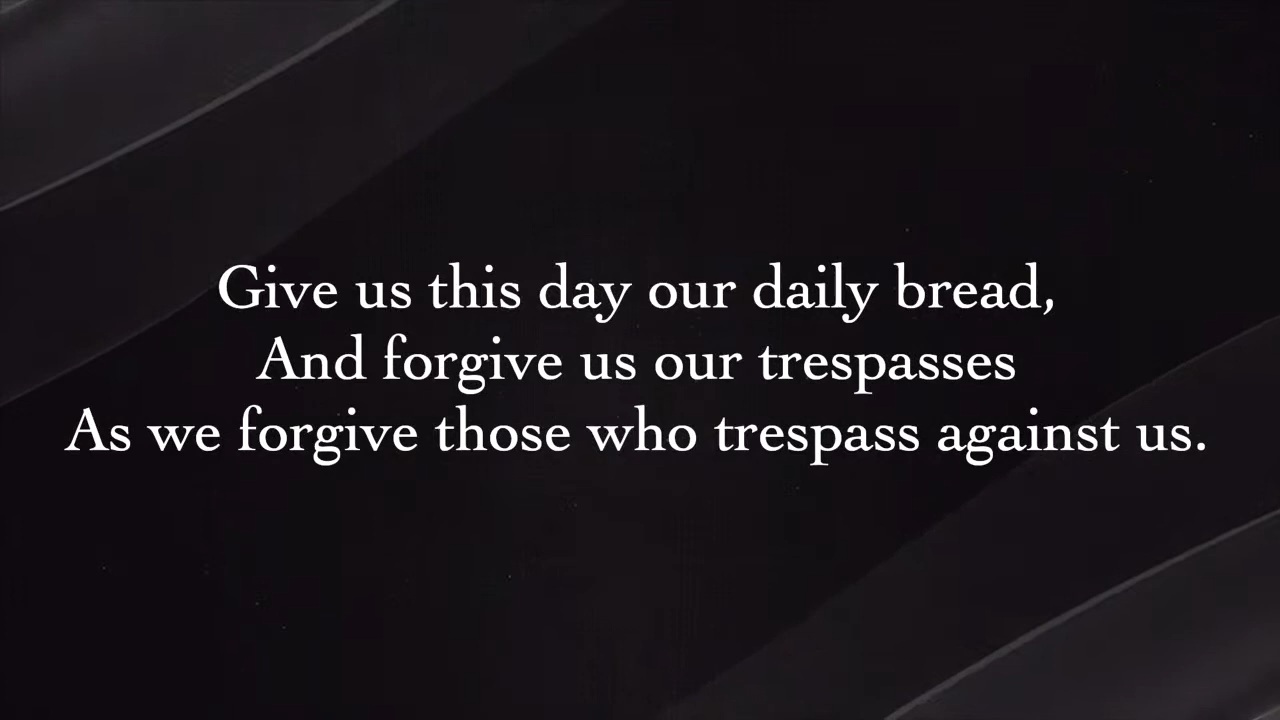 Give us this day our daily bread,
And forgive us our trespasses
As we forgive those who trespass against us.